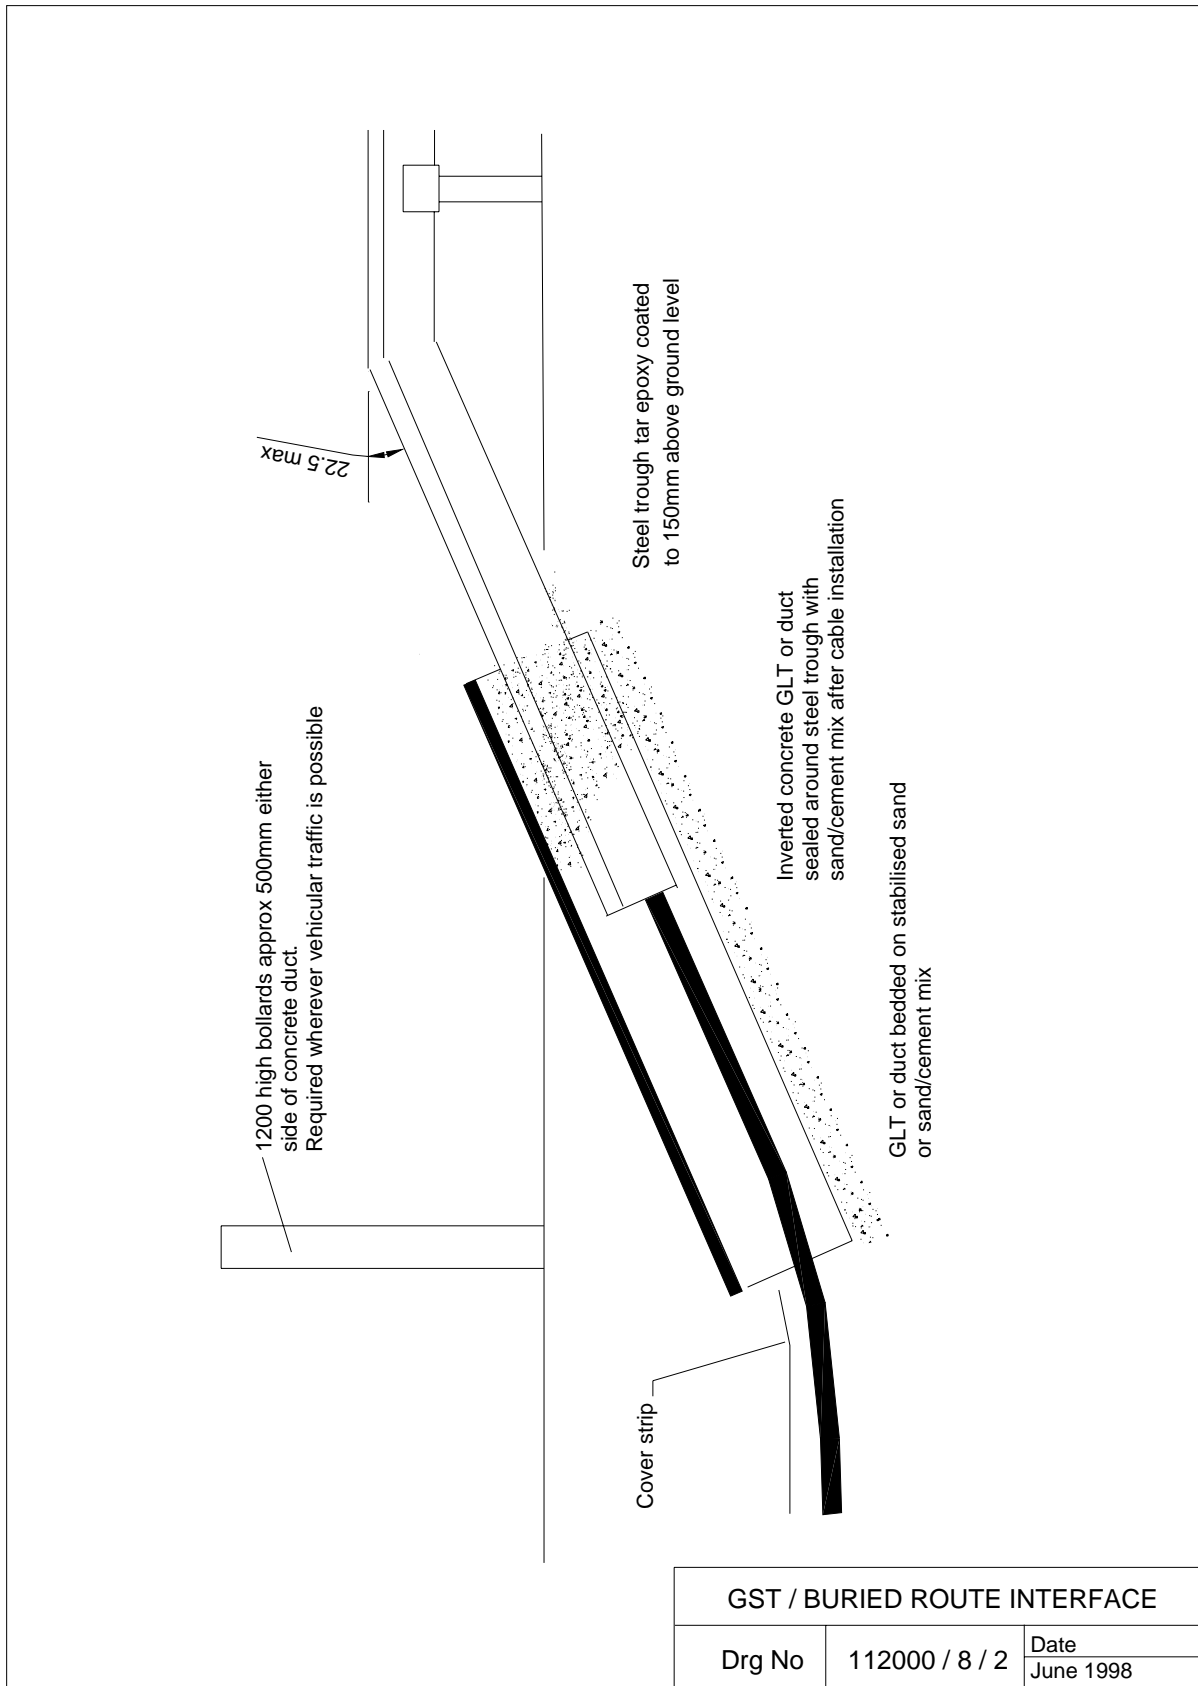 1200 high bollards approx 500mm either
side of concrete duct.
Required wherever vehicular traffic is possible
22.5 max
Steel trough tar epoxy coated
to 150mm above ground level
Inverted concrete GLT or duct
sealed around steel trough with
sand/cement mix after cable installation
GLT or duct bedded on stabilised sand
or sand/cement mix
Cover strip
GST / BURIED ROUTE INTERFACE
Drg No
112000 / 8 / 2
Date
June 1998